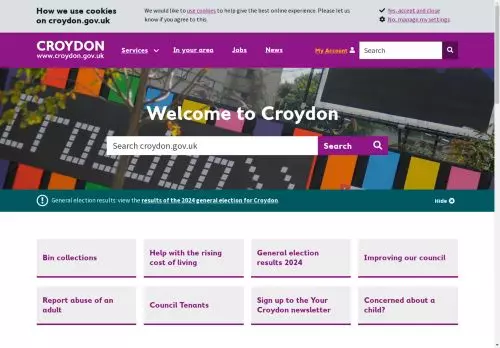 How we use cookies
on croydon.gov.uk
We would like to use cookies to help give the best online experience. Please let
us know if you agree to this.
Yes, accept and close
No, manage my settings
CROYDON
www.croydon.gov.uk
Services
In your area
Jobs
News
My Account
Search
Welcome to Croydon
CROYDON
Search croydon.gov.uk
Search
General election results: view the results of the 2024 general election for Croydon.
Hide
Bin collections
Help with the rising
cost of living
General election
results 2024
Improving our council
Report abuse of an
adult
Council Tenants
Sign up to the Your
Croydon newsletter
Concerned about a
child?